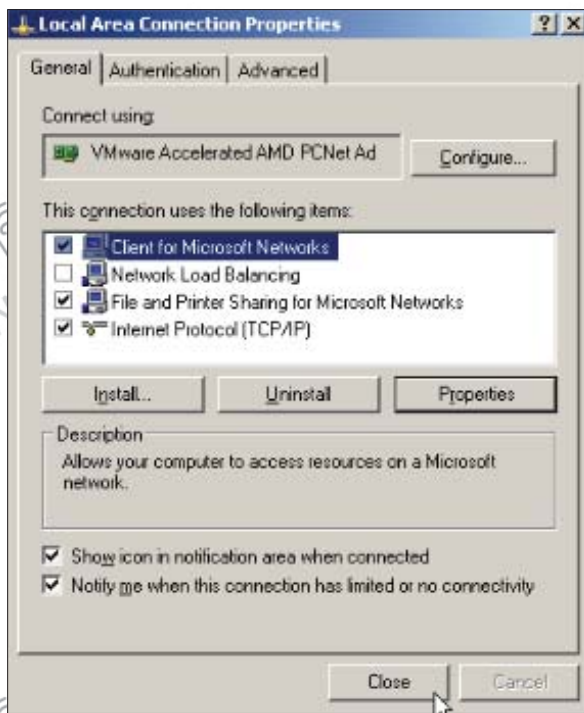 Local Area Connection Properties
General Authentication Advanced
Connect using:
VMware Accelerated AMD PCNet Ad Configure...
This connection uses the following items:
Client for Microsoft Networks
Network Load Balancing
File and Printer Sharing for Microsoft Networks
Internet Protocol (TCP/IP)
Install... Uninstall Properties
Description
Allows your computer to access resources on a Microsoft
network.
Show icon in notification area when connected
Notify me when this connection has limited or no connectivity
Close Cancel